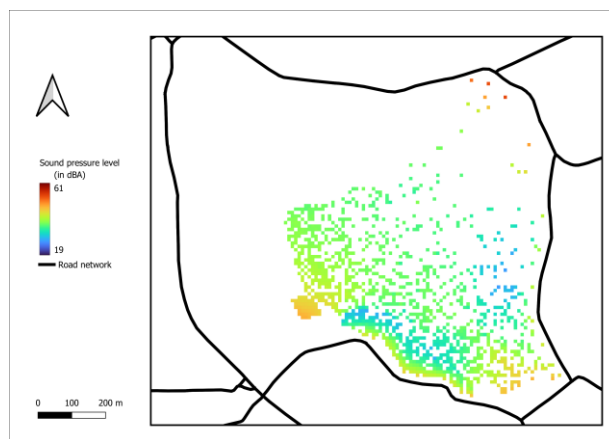 Sound pressure level
(in dBA)
61
19
Road network
0 100 200 m